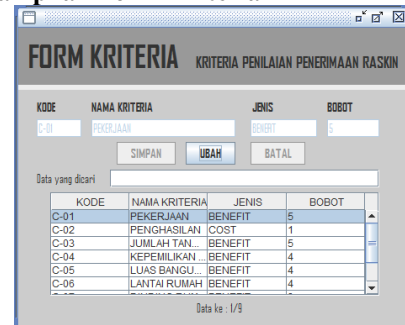 FORM KRITERIA KRITERIA PENILAIAN PENERIMAAN RASKIN
KODE NAMA KRITERIA JENIS BOBOT
C-01 PEKERJAAN BENEFIT 5
SIMPAN UBAH BATAL
Data yang dicari
KODE NAMA KRITERIA JENIS BOBOT
C-01 PEKERJAAN BENEFIT 5
C-02 PENGHASILAN COST 1
C-03 JUMLAH TAN... BENEFIT 5
C-04 KEPEMILIKAN ... BENEFIT 4
C-05 LUAS BANGU... BENEFIT 4
C-06 LANTAI RUMAH BENEFIT 4
Data ke : 1/9